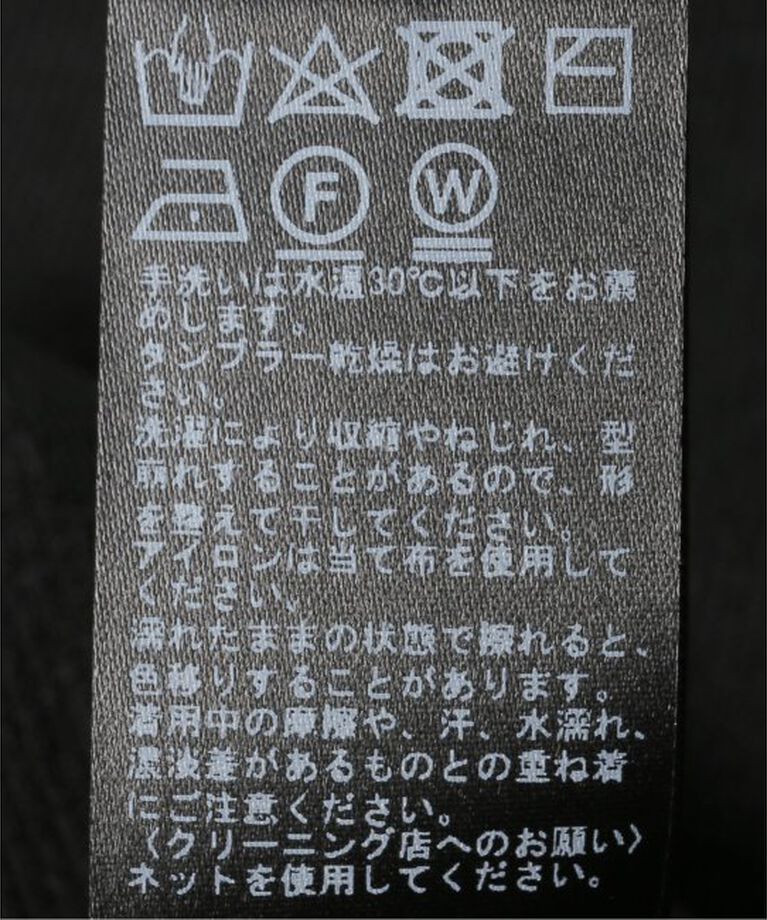 F W
手洗いは水温30℃以下をお薦
めします。
タンブラー乾燥はお避けくだ
さい。
洗濯により収縮やねじれ、型
崩れすることがあるので、形
を整えて干してください。
アイロンは当て布を使用して
ください。
濡れたままの状態で擦れると、
色移りすることがあります。
着用中の摩擦や、汗、水濡れ、
濃淡差があるものとの重ね着
にご注意ください。
〈クリーニング店へのお願い〉
ネットを使用してください。